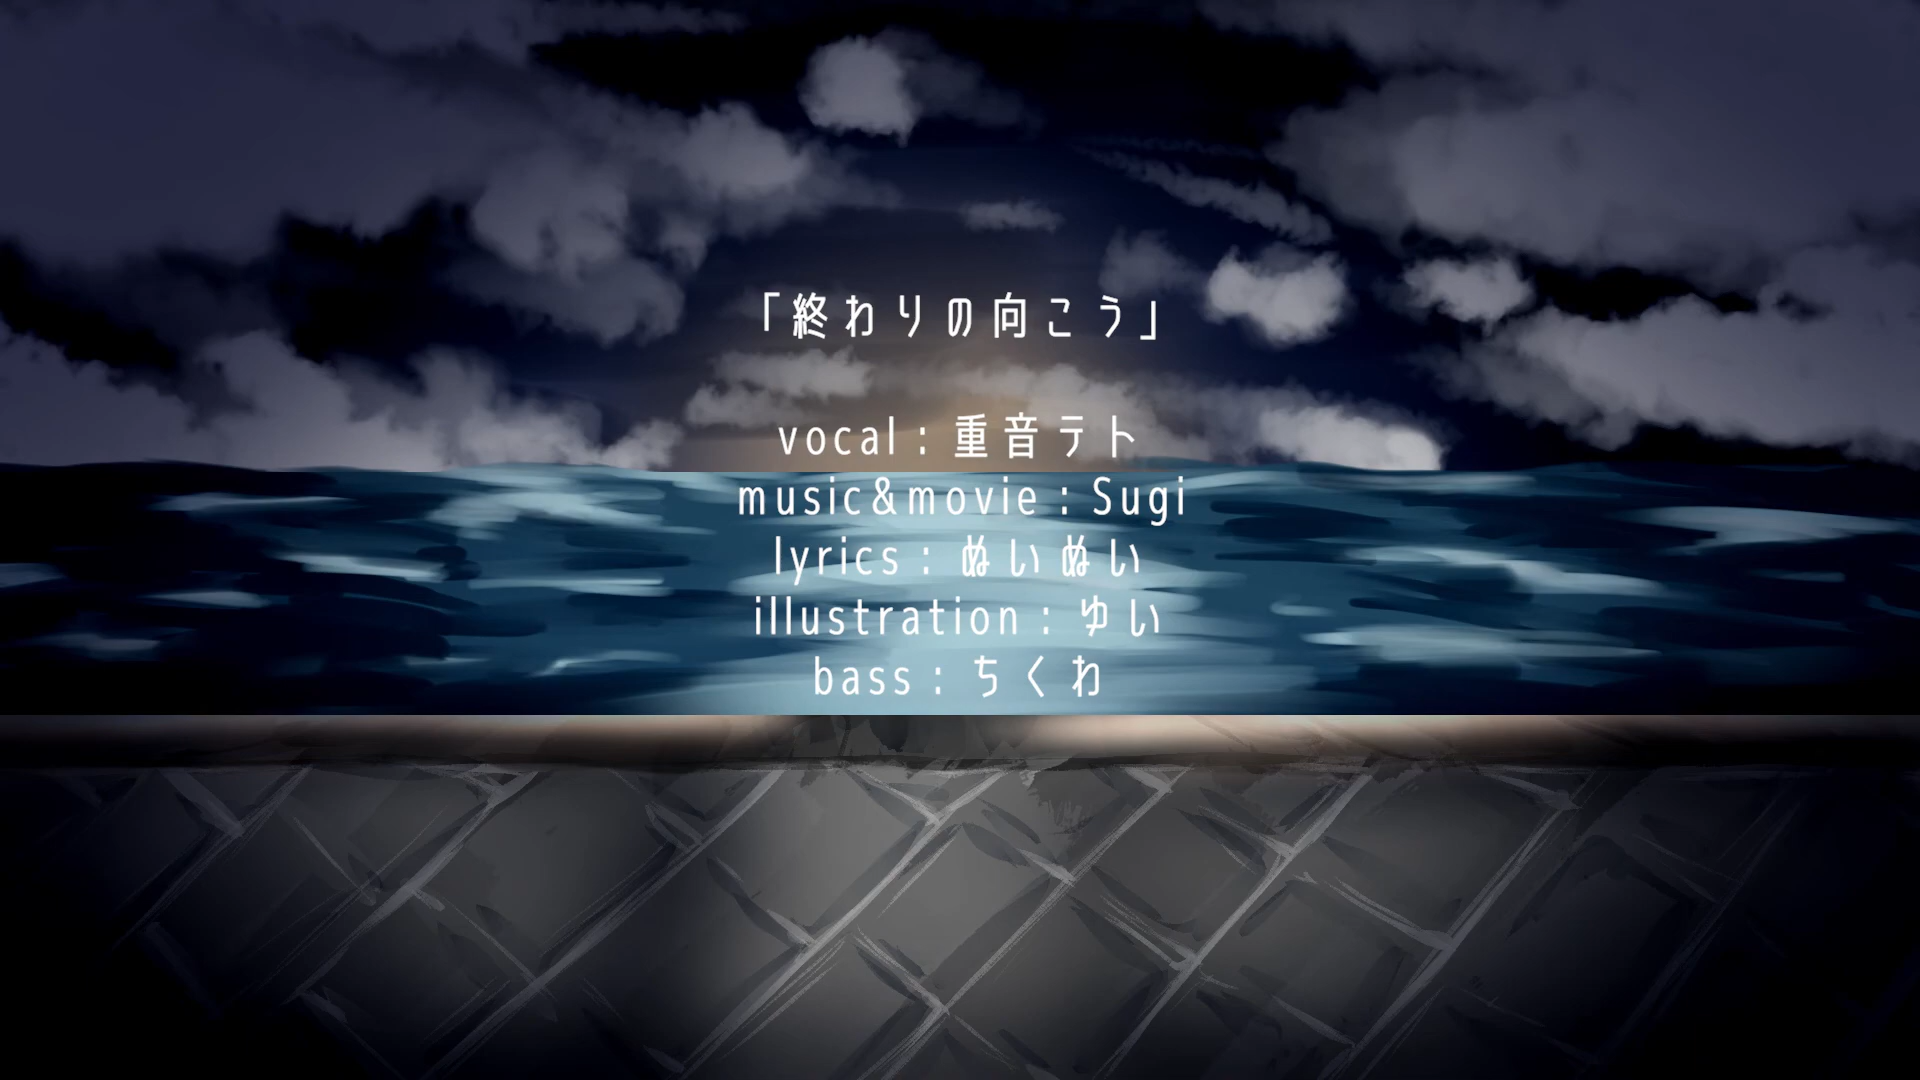 「終わりの向こう」
vocal : 重音テト
music&movie : Sugi
lyrics : ぬいぬい
illustration : ゆい
bass : ちくわ